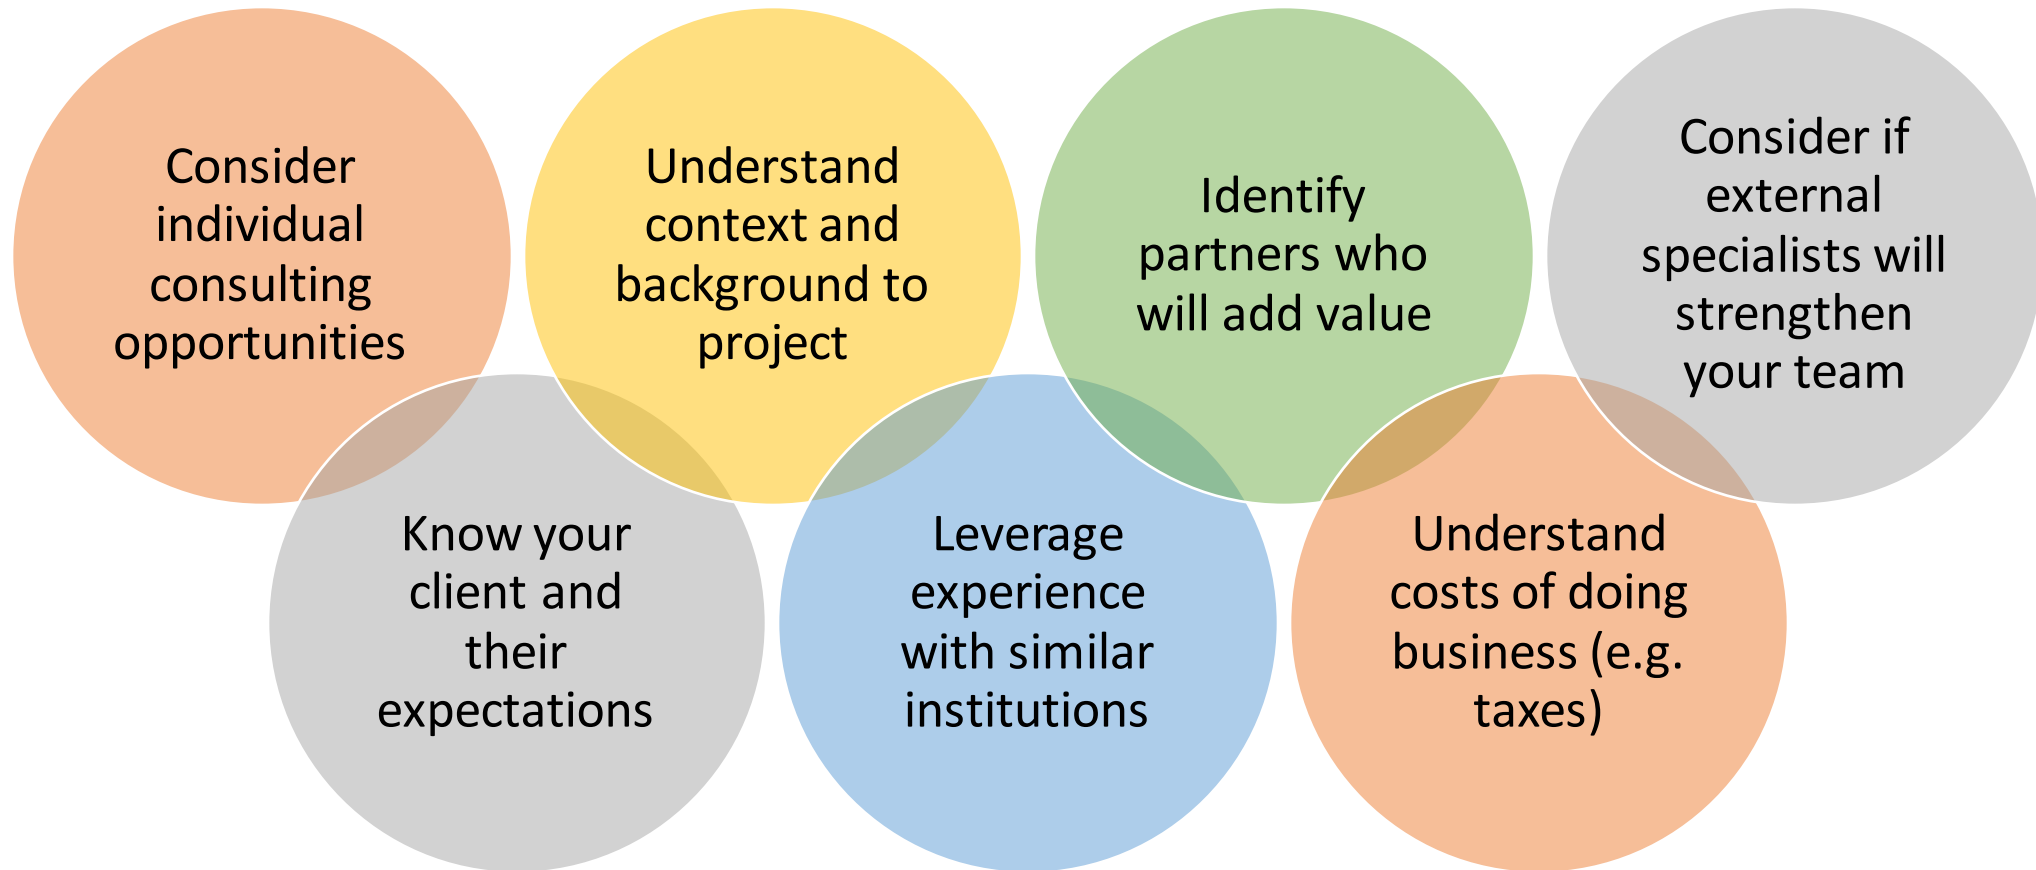 Consider
individual
consulting
opportunities
Know your
client and
their
expectations
Understand
context and
background to
project
Leverage
experience
with similar
institutions
Identify
partners who
will add value
Understand
costs of doing
business (e.g.
taxes)
Consider if
external
specialists will
strengthen
your team